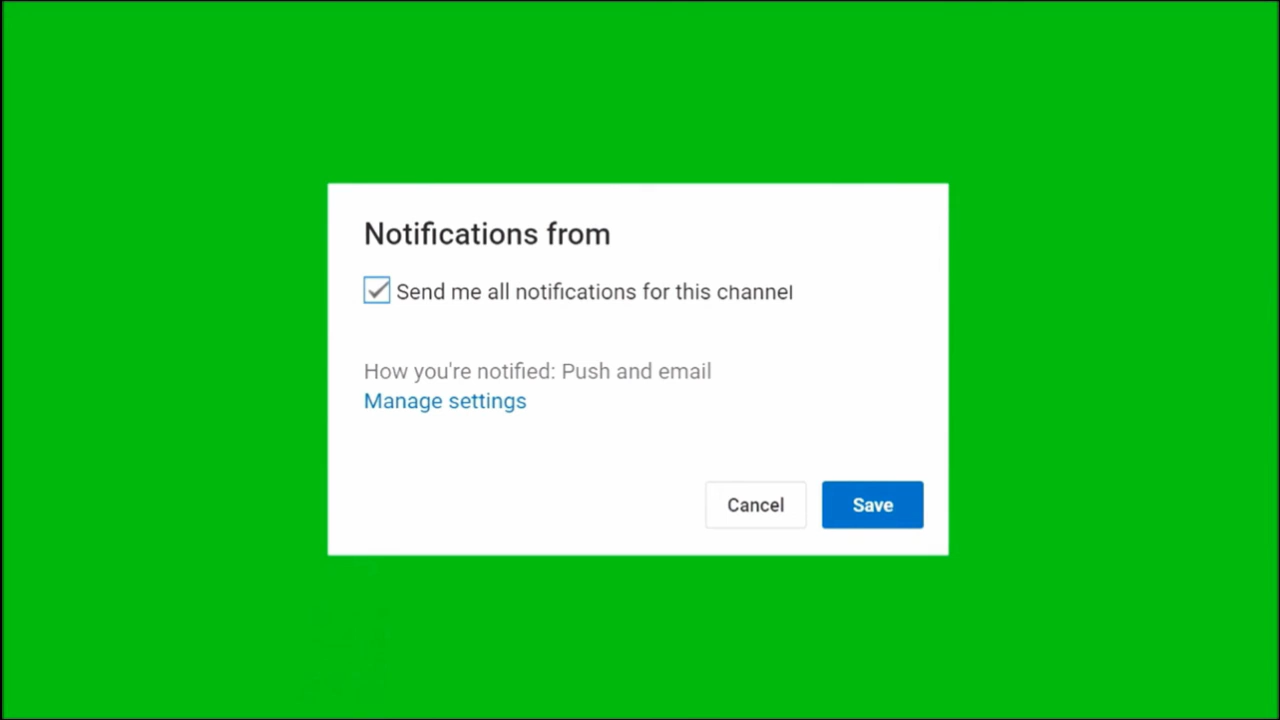 Notifications from
Send me all notifications for this channel
How you're notified: Push and email
Manage settings
Cancel Save